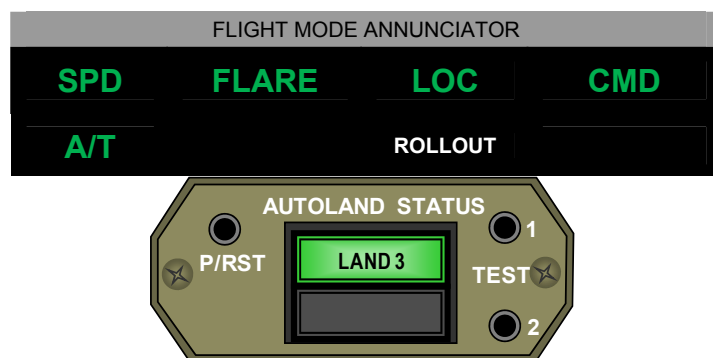 FLIGHT MODE ANNUNCIATOR
SPD FLARE LOC CMD
A/T ROLLOUT
AUTOLAND STATUS
1
P/RST LAND 3 TEST
2